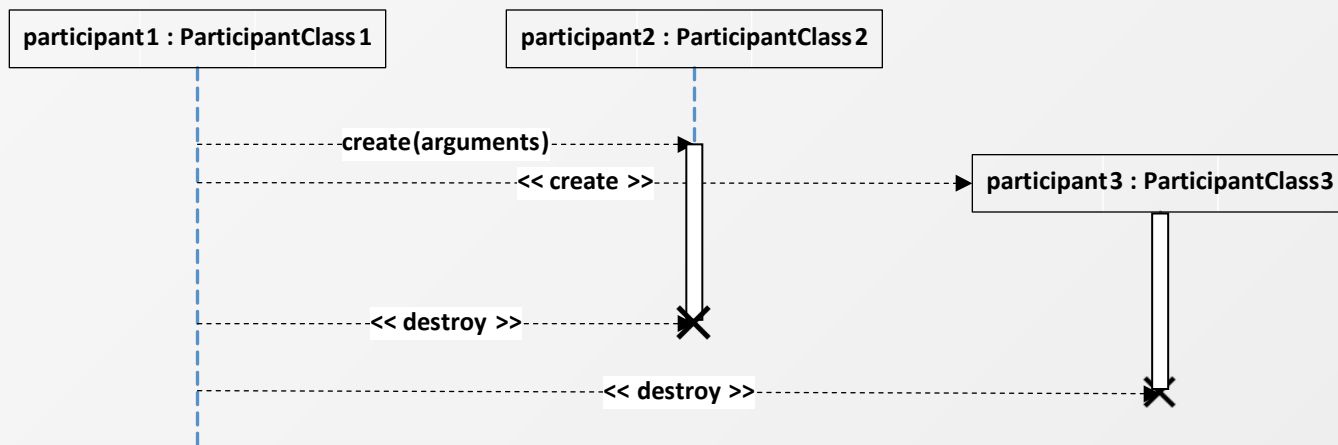 participant1 : ParticipantClass1
participant2 : ParticipantClass2
create(arguments)
<< create >>
participant3 : ParticipantClass3
<< destroy >>
<< destroy >>